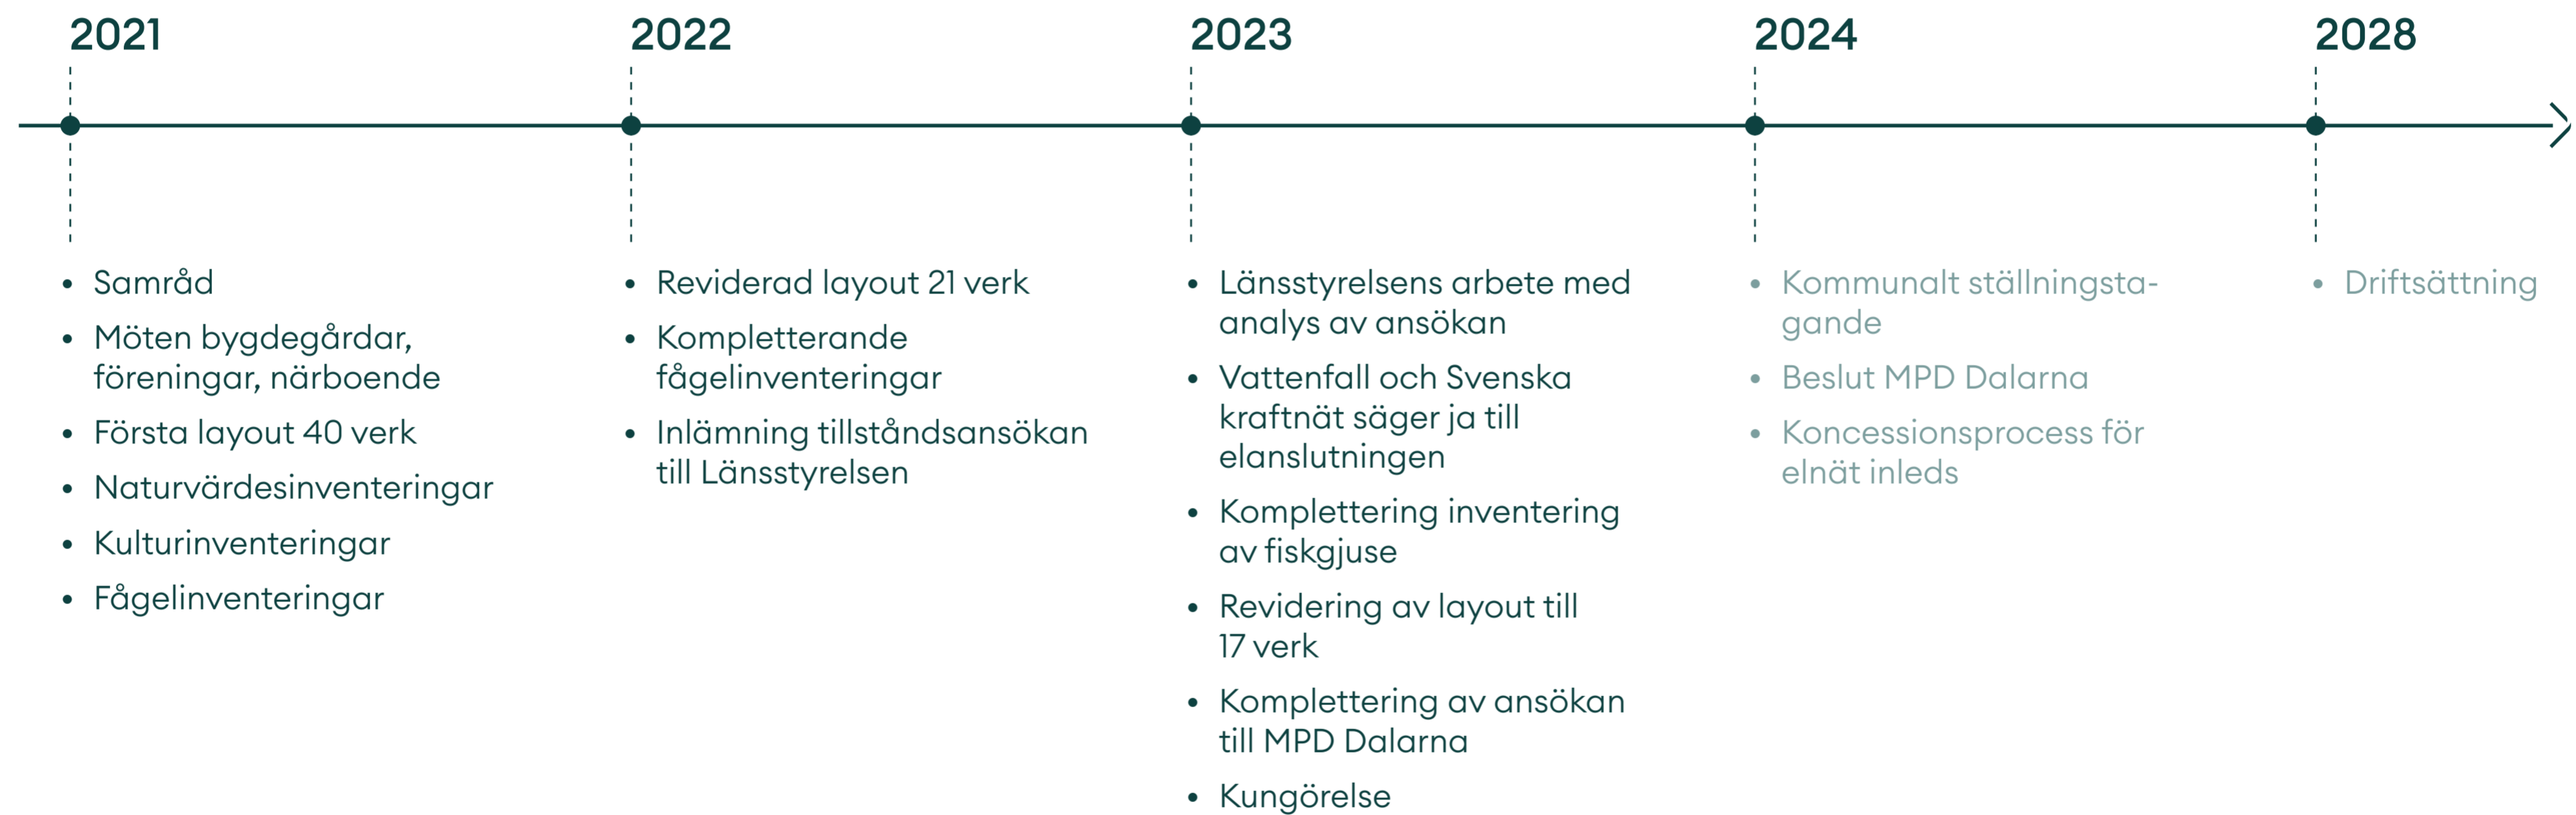 2021
2022
2023
2024
2028
• Samråd
• Möten bygdegårdar,
föreningar, närboende
• Första layout 40 verk
• Naturvärdesinventeringar
• Kulturinventeringar
• Fågelinventeringar
• Reviderad layout 21 verk
• Kompletterande
fågelinventeringar
• Inlämning tillståndsansökan
till Länsstyrelsen
• Länsstyrelsens arbete med
analys av ansökan
• Vattenfall och Svenska
kraftnät säger ja till
elanslutningen
• Komplettering inventering
av fiskgjuse
• Revidering av layout till
17 verk
• Komplettering av ansökan
till MPD Dalarna
• Kungörelse
• Kommunalt ställningsta-
gande
• Beslut MPD Dalarna
• Koncessionsprocess för
elnät inleds
• Driftsättning